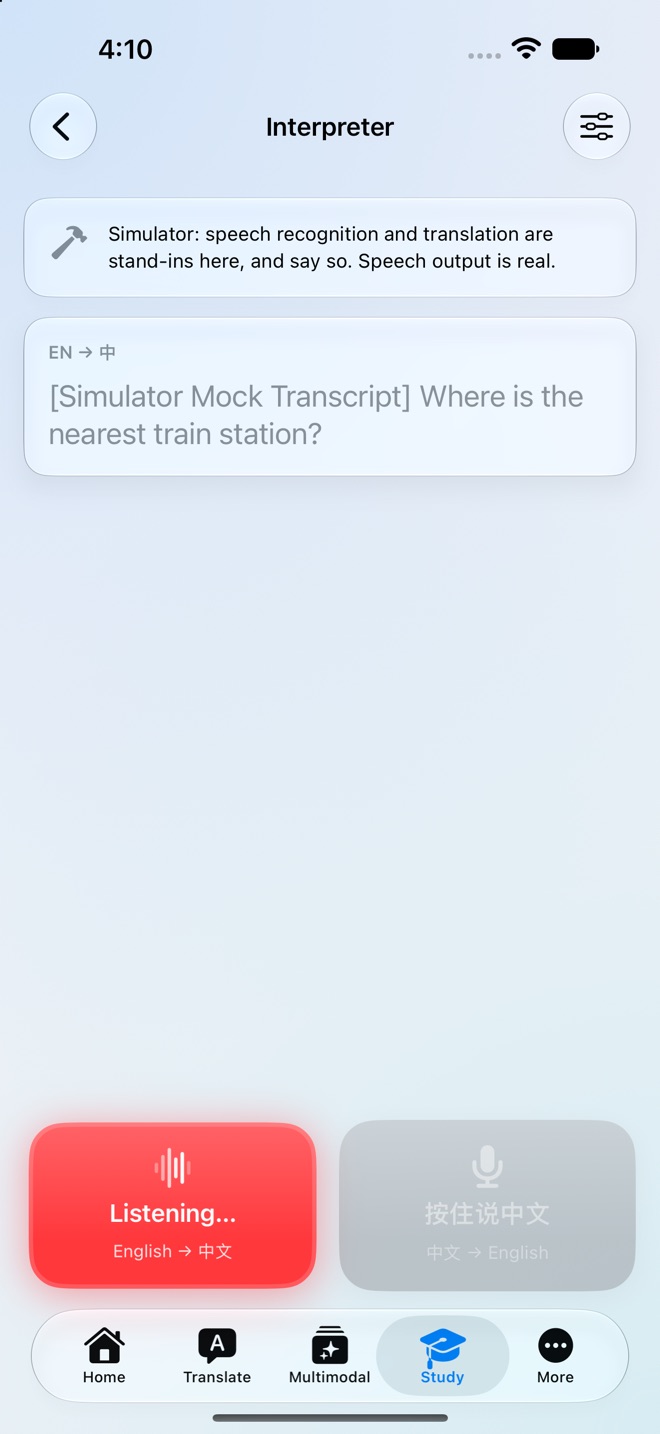 4:10
Interpreter
Simulator: speech recognition and translation are
stand-ins here, and say so. Speech output is real.
EN → 中
[Simulator Mock Transcript] Where is the
nearest train station?
Listening...
English → 中文
按住说中文
中文 → English
A
Home
Translate
Multimodal
Study
More